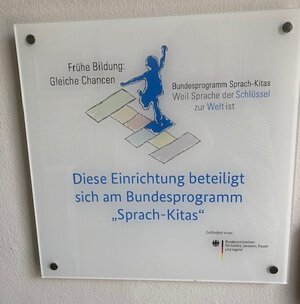 Frühe Bildung:
Gleiche Chancen
Bundesprogramm Sprach-Kitas
Weil Sprache der Schlüssel
zur Welt ist
Diese Einrichtung beteiligt
sich am Bundesprogramm
„Sprach-Kitas“
Gefördert vom:
Bundesministerium
für Familie, Senioren, Frauen
und Jugend